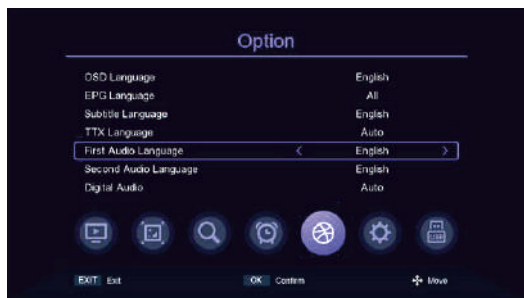 Option
OSD Language English
EPG Language All
Subtitle Language English
TTX Language Auto
First Audio Language < English >
Second Audio Language English
Digital Audio Auto
EXIT Exit OK Confirm Move